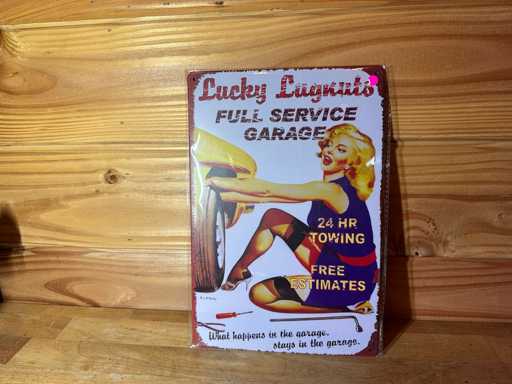 Lucky Lugnuts
FULL SERVICE
GARAGE
24 HR
TOWING
FREE
ESTIMATES
What happens in the garage,
stays in the garage.